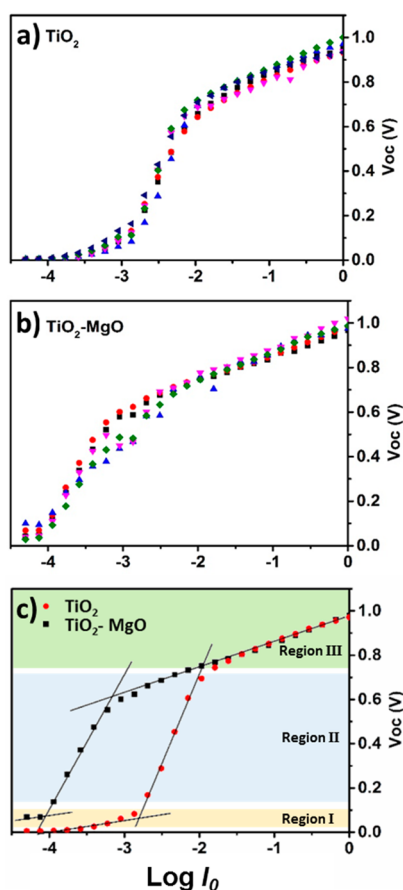 a) TiO₂
1.0
0.8
0.6
0.4
0.2
0.0
Voc (V)
-4 -3 -2 -1 0
b) TiO₂-MgO
1.0
0.8
0.6
0.4
0.2
0.0
Voc (V)
-4 -3 -2 -1 0
c) TiO₂
TiO₂- MgO
Region III
Region II
Region I
1.0
0.8
0.6
0.4
0.2
0.0
Voc (V)
-4 -3 -2 -1 0
Log I₀